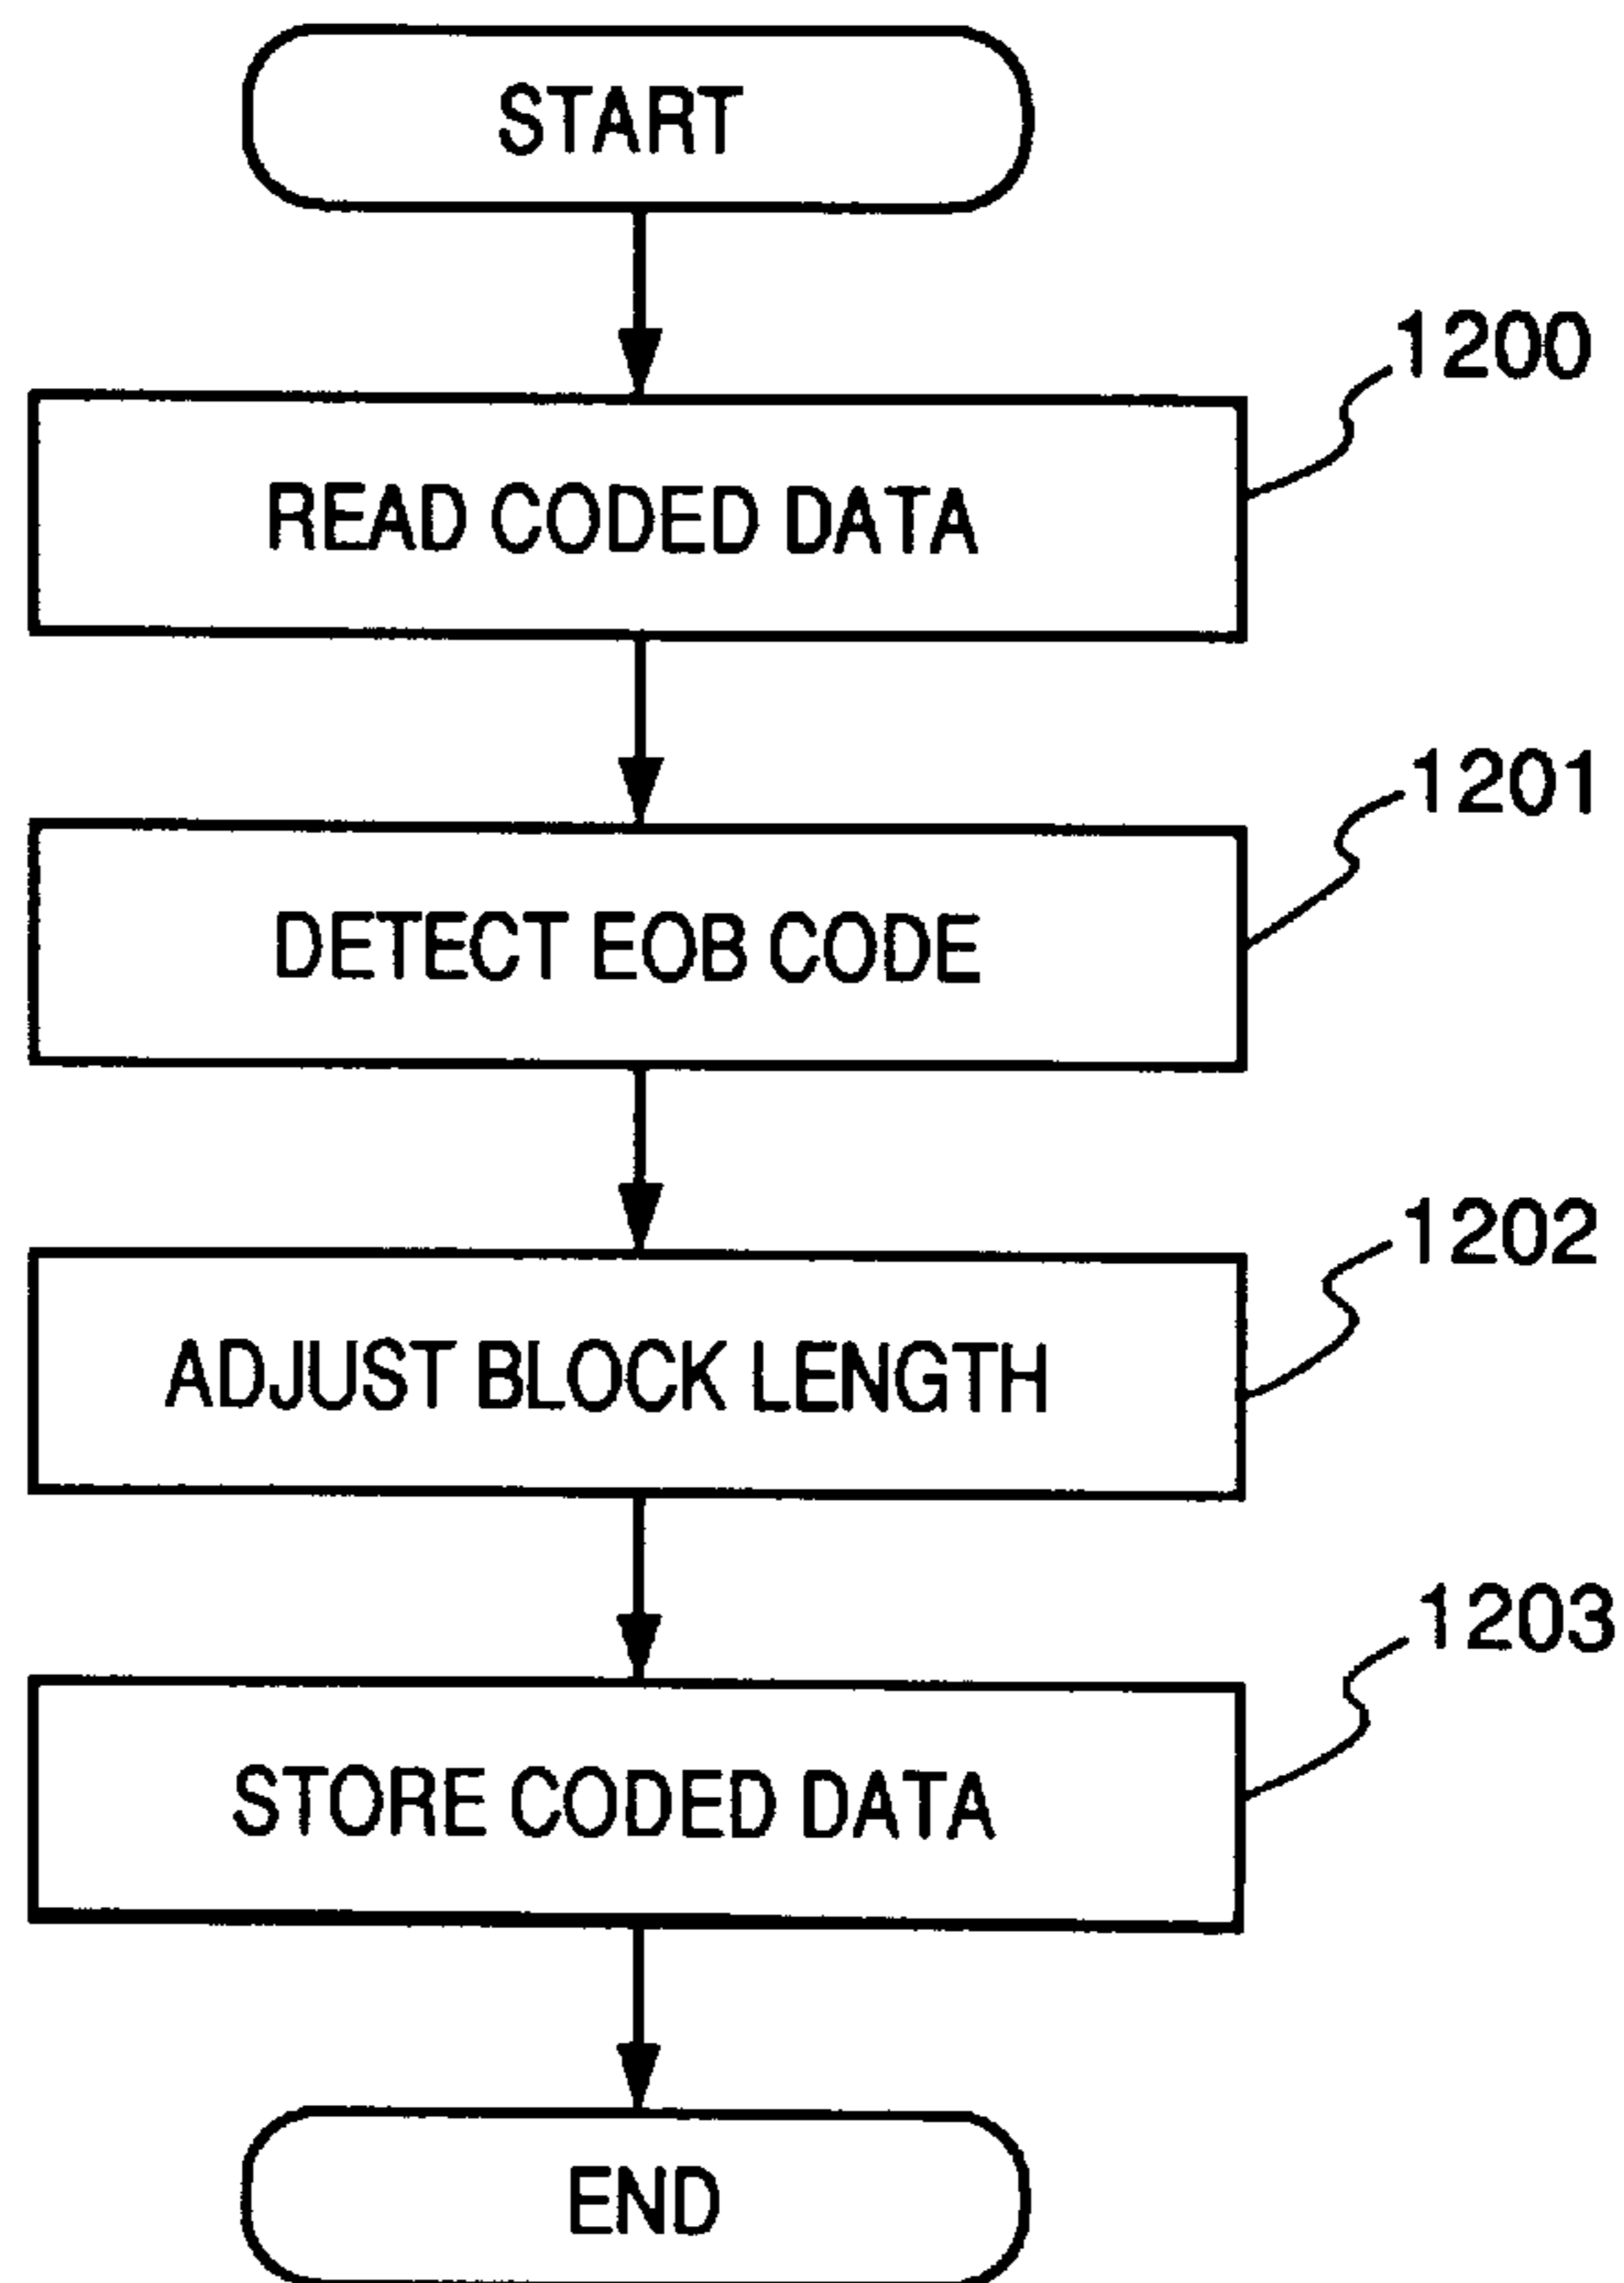 START
1200
READ CODED DATA
1201
DETECT EOB CODE
1202
ADJUST BLOCK LENGTH
1203
STORE CODED DATA
END